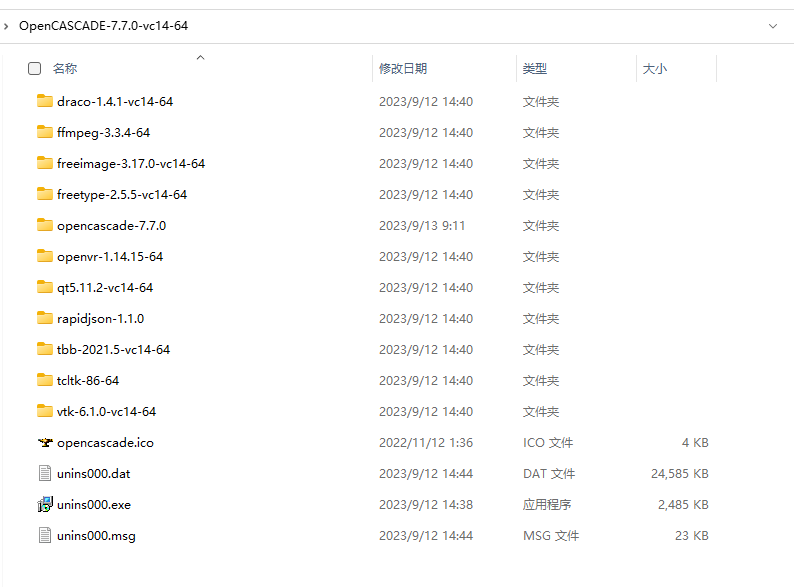 OpenCASCADE-7.7.0-vc14-64
名称 修改日期 类型 大小
draco-1.4.1-vc14-64 2023/9/12 14:40 文件夹
ffmpeg-3.3.4-64 2023/9/12 14:40 文件夹
freeimage-3.17.0-vc14-64 2023/9/12 14:40 文件夹
freetype-2.5.5-vc14-64 2023/9/12 14:40 文件夹
opencascade-7.7.0 2023/9/13 9:11 文件夹
openvr-1.14.15-64 2023/9/12 14:40 文件夹
qt5.11.2-vc14-64 2023/9/12 14:40 文件夹
rapidjson-1.1.0 2023/9/12 14:40 文件夹
tbb-2021.5-vc14-64 2023/9/12 14:40 文件夹
tcltk-86-64 2023/9/12 14:40 文件夹
vtk-6.1.0-vc14-64 2023/9/12 14:40 文件夹
opencascade.ico 2022/11/12 1:36 ICO 文件 4 KB
unins000.dat 2023/9/12 14:44 DAT 文件 24,585 KB
unins000.exe 2023/9/12 14:38 应用程序 2,485 KB
unins000.msg 2023/9/12 14:44 MSG 文件 23 KB